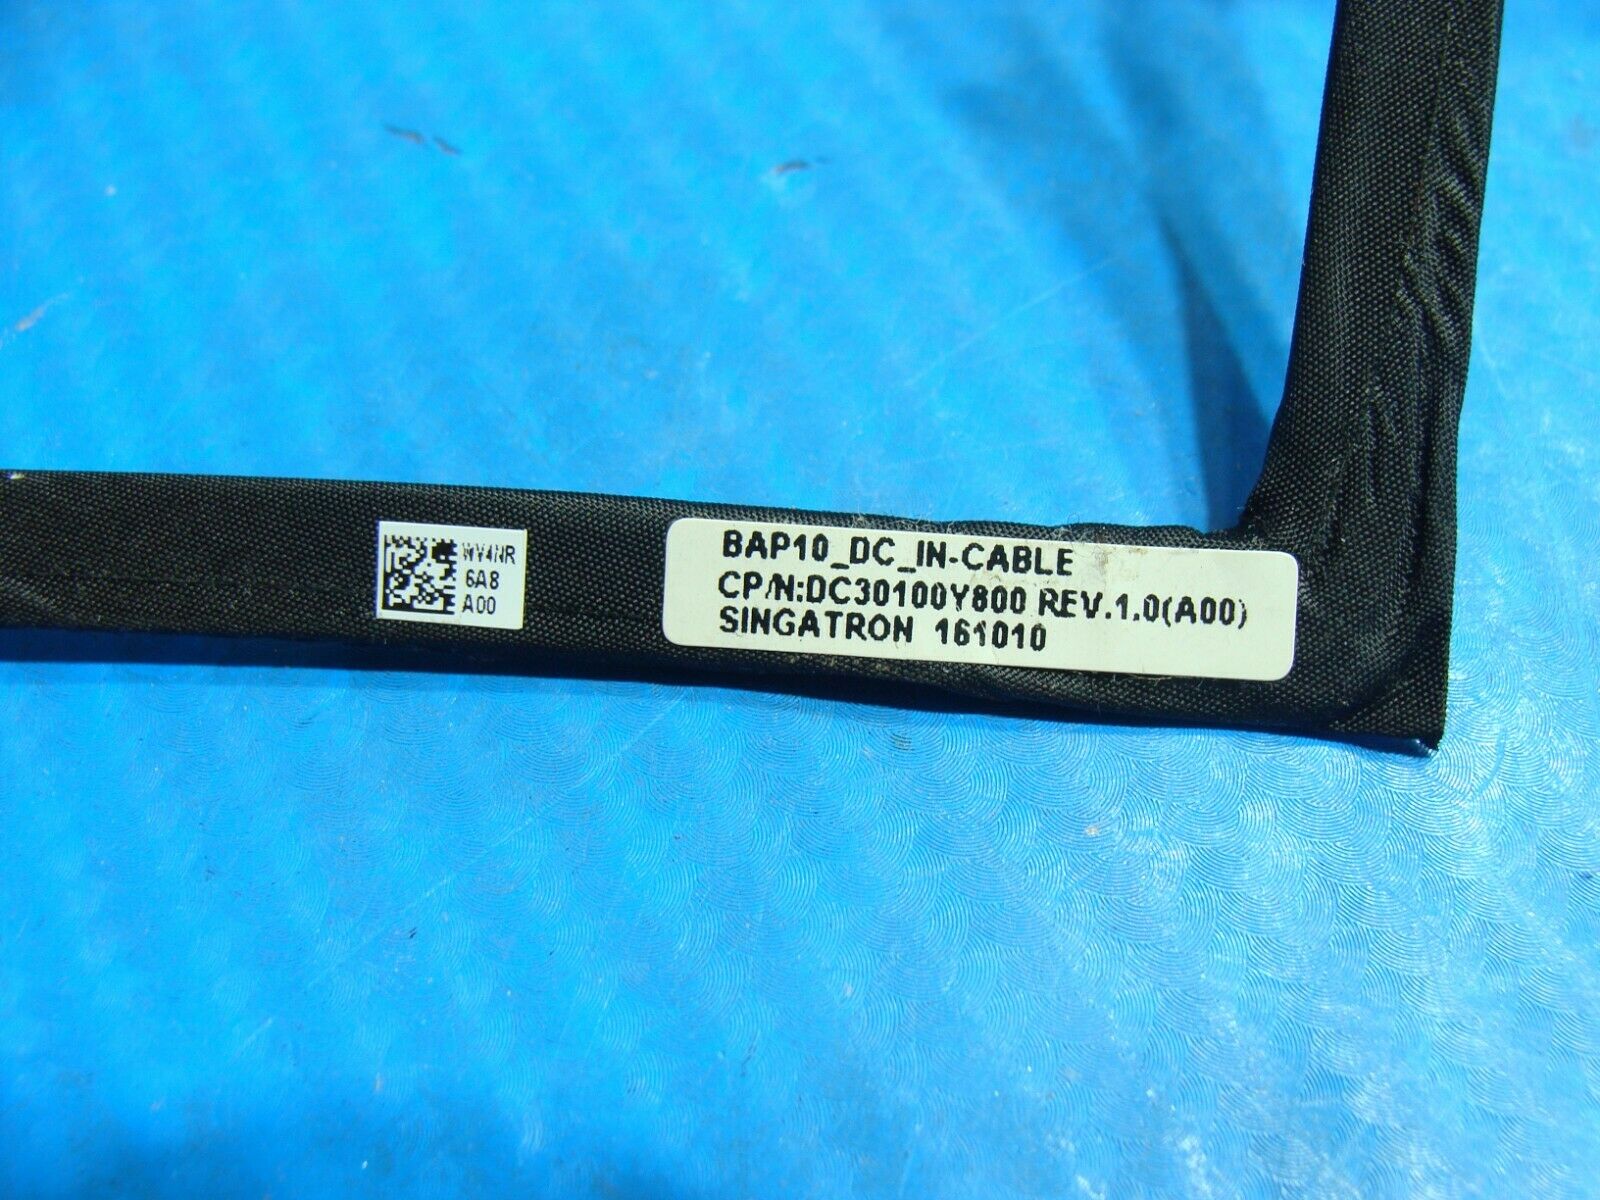 WV4NR
6A8
A00
BAP10_DC_IN-CABLE
CP/N:DC30100Y800 REV.1.0(A00)
SINGATRON 161010